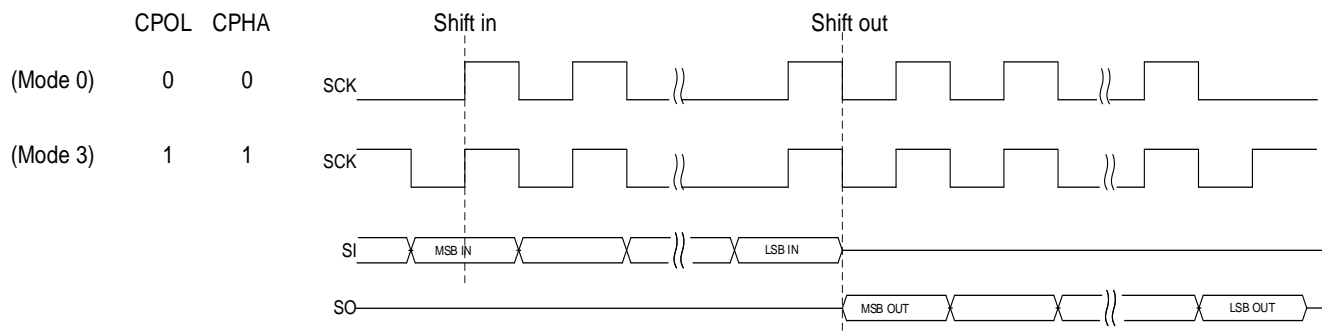 CPOL CPHA Shift in Shift out
(Mode 0) 0 0 SCK
(Mode 3) 1 1 SCK
SI MSB IN LSB IN
SO MSB OUT LSB OUT